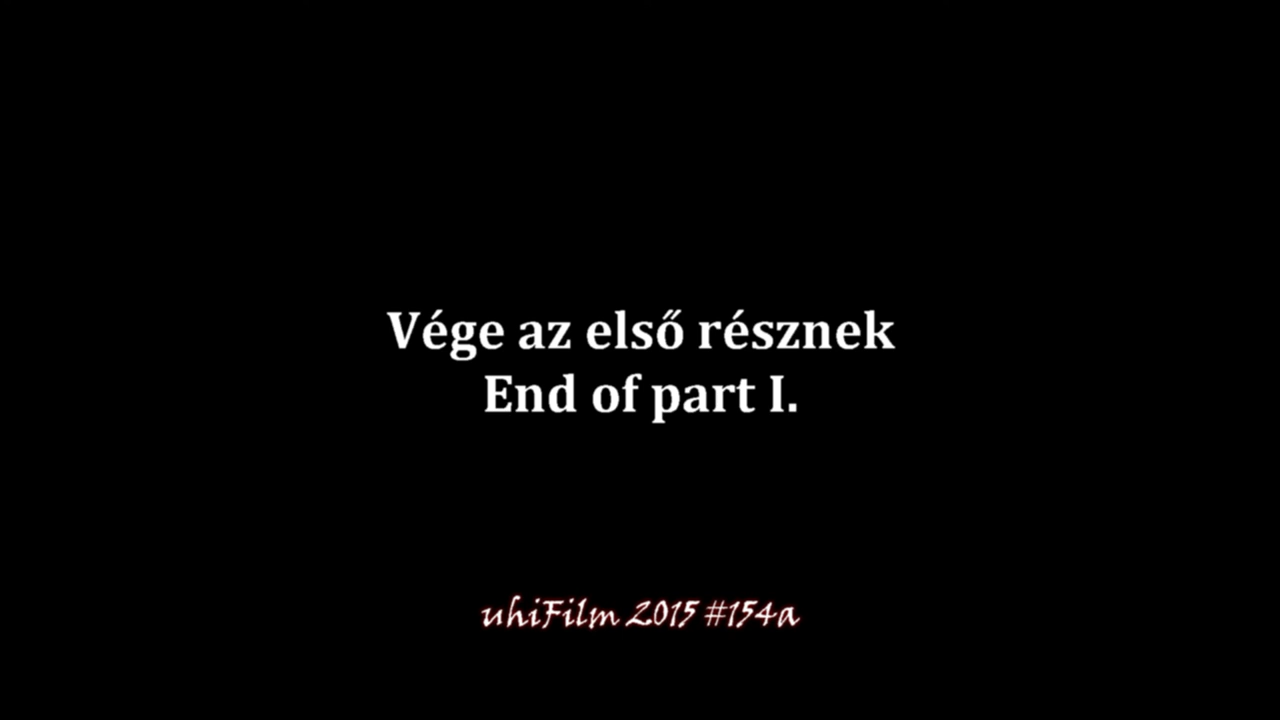 Vége az első résznek
End of part I.
uhiFilm 2015 #154a